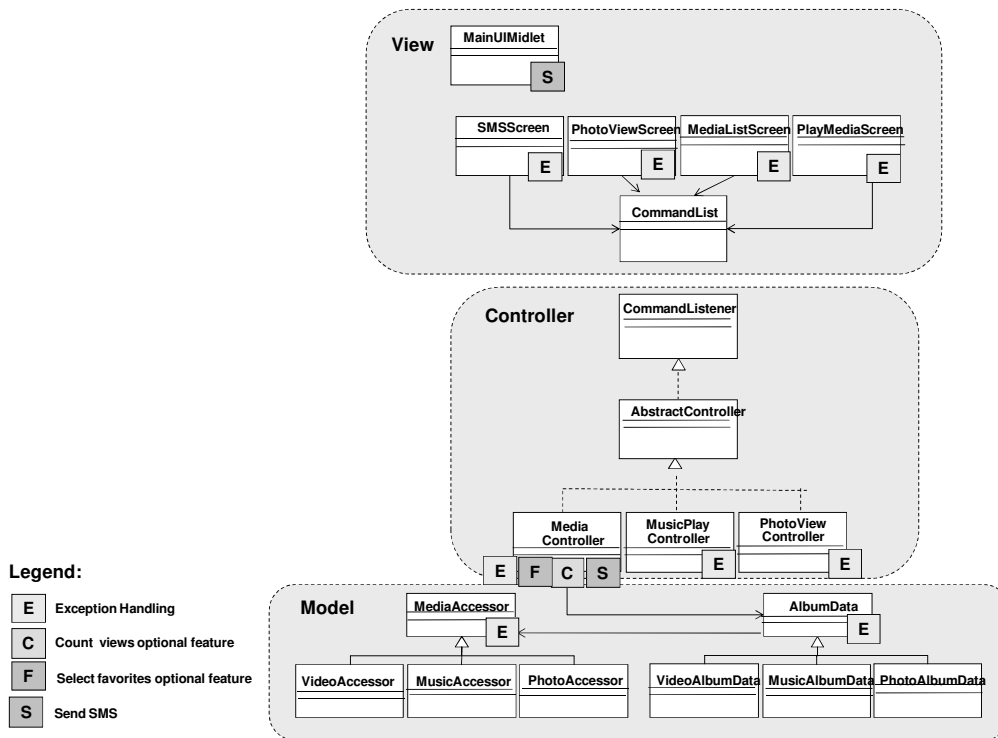 View
MainUIMidlet
S
SMSScreen
E
PhotoViewScreen
E
MediaListScreen
E
PlayMediaScreen
E
CommandList
Controller
CommandListener
AbstractController
Media
Controller
E
F
C
S
MusicPlay
Controller
E
PhotoView
Controller
E
Model
MediaAccessor
E
AlbumData
E
VideoAccessor
MusicAccessor
PhotoAccessor
VideoAlbumData
MusicAlbumData
PhotoAlbumData
Legend:
E Exception Handling
C Count views optional feature
F Select favorites optional feature
S Send SMS